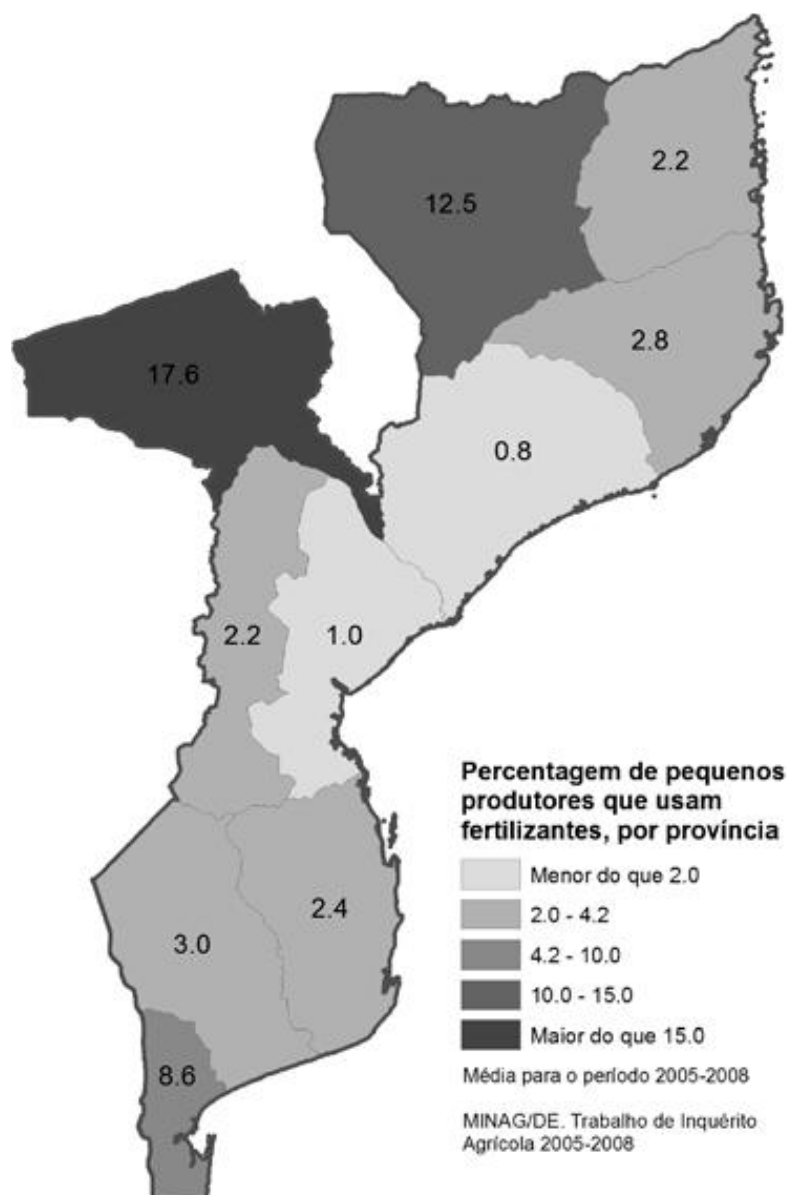 2.2
12.5
2.8
17.6
0.8
2.2
1.0
Percentagem de pequenos
produtores que usam
fertilizantes, por província
Menor do que 2.0
2.0 - 4.2
4.2 - 10.0
10.0 - 15.0
Maior do que 15.0
Média para o período 2005-2008
MINAG/DE. Trabalho de Inquérito
Agrícola 2005-2008
2.4
3.0
8.6